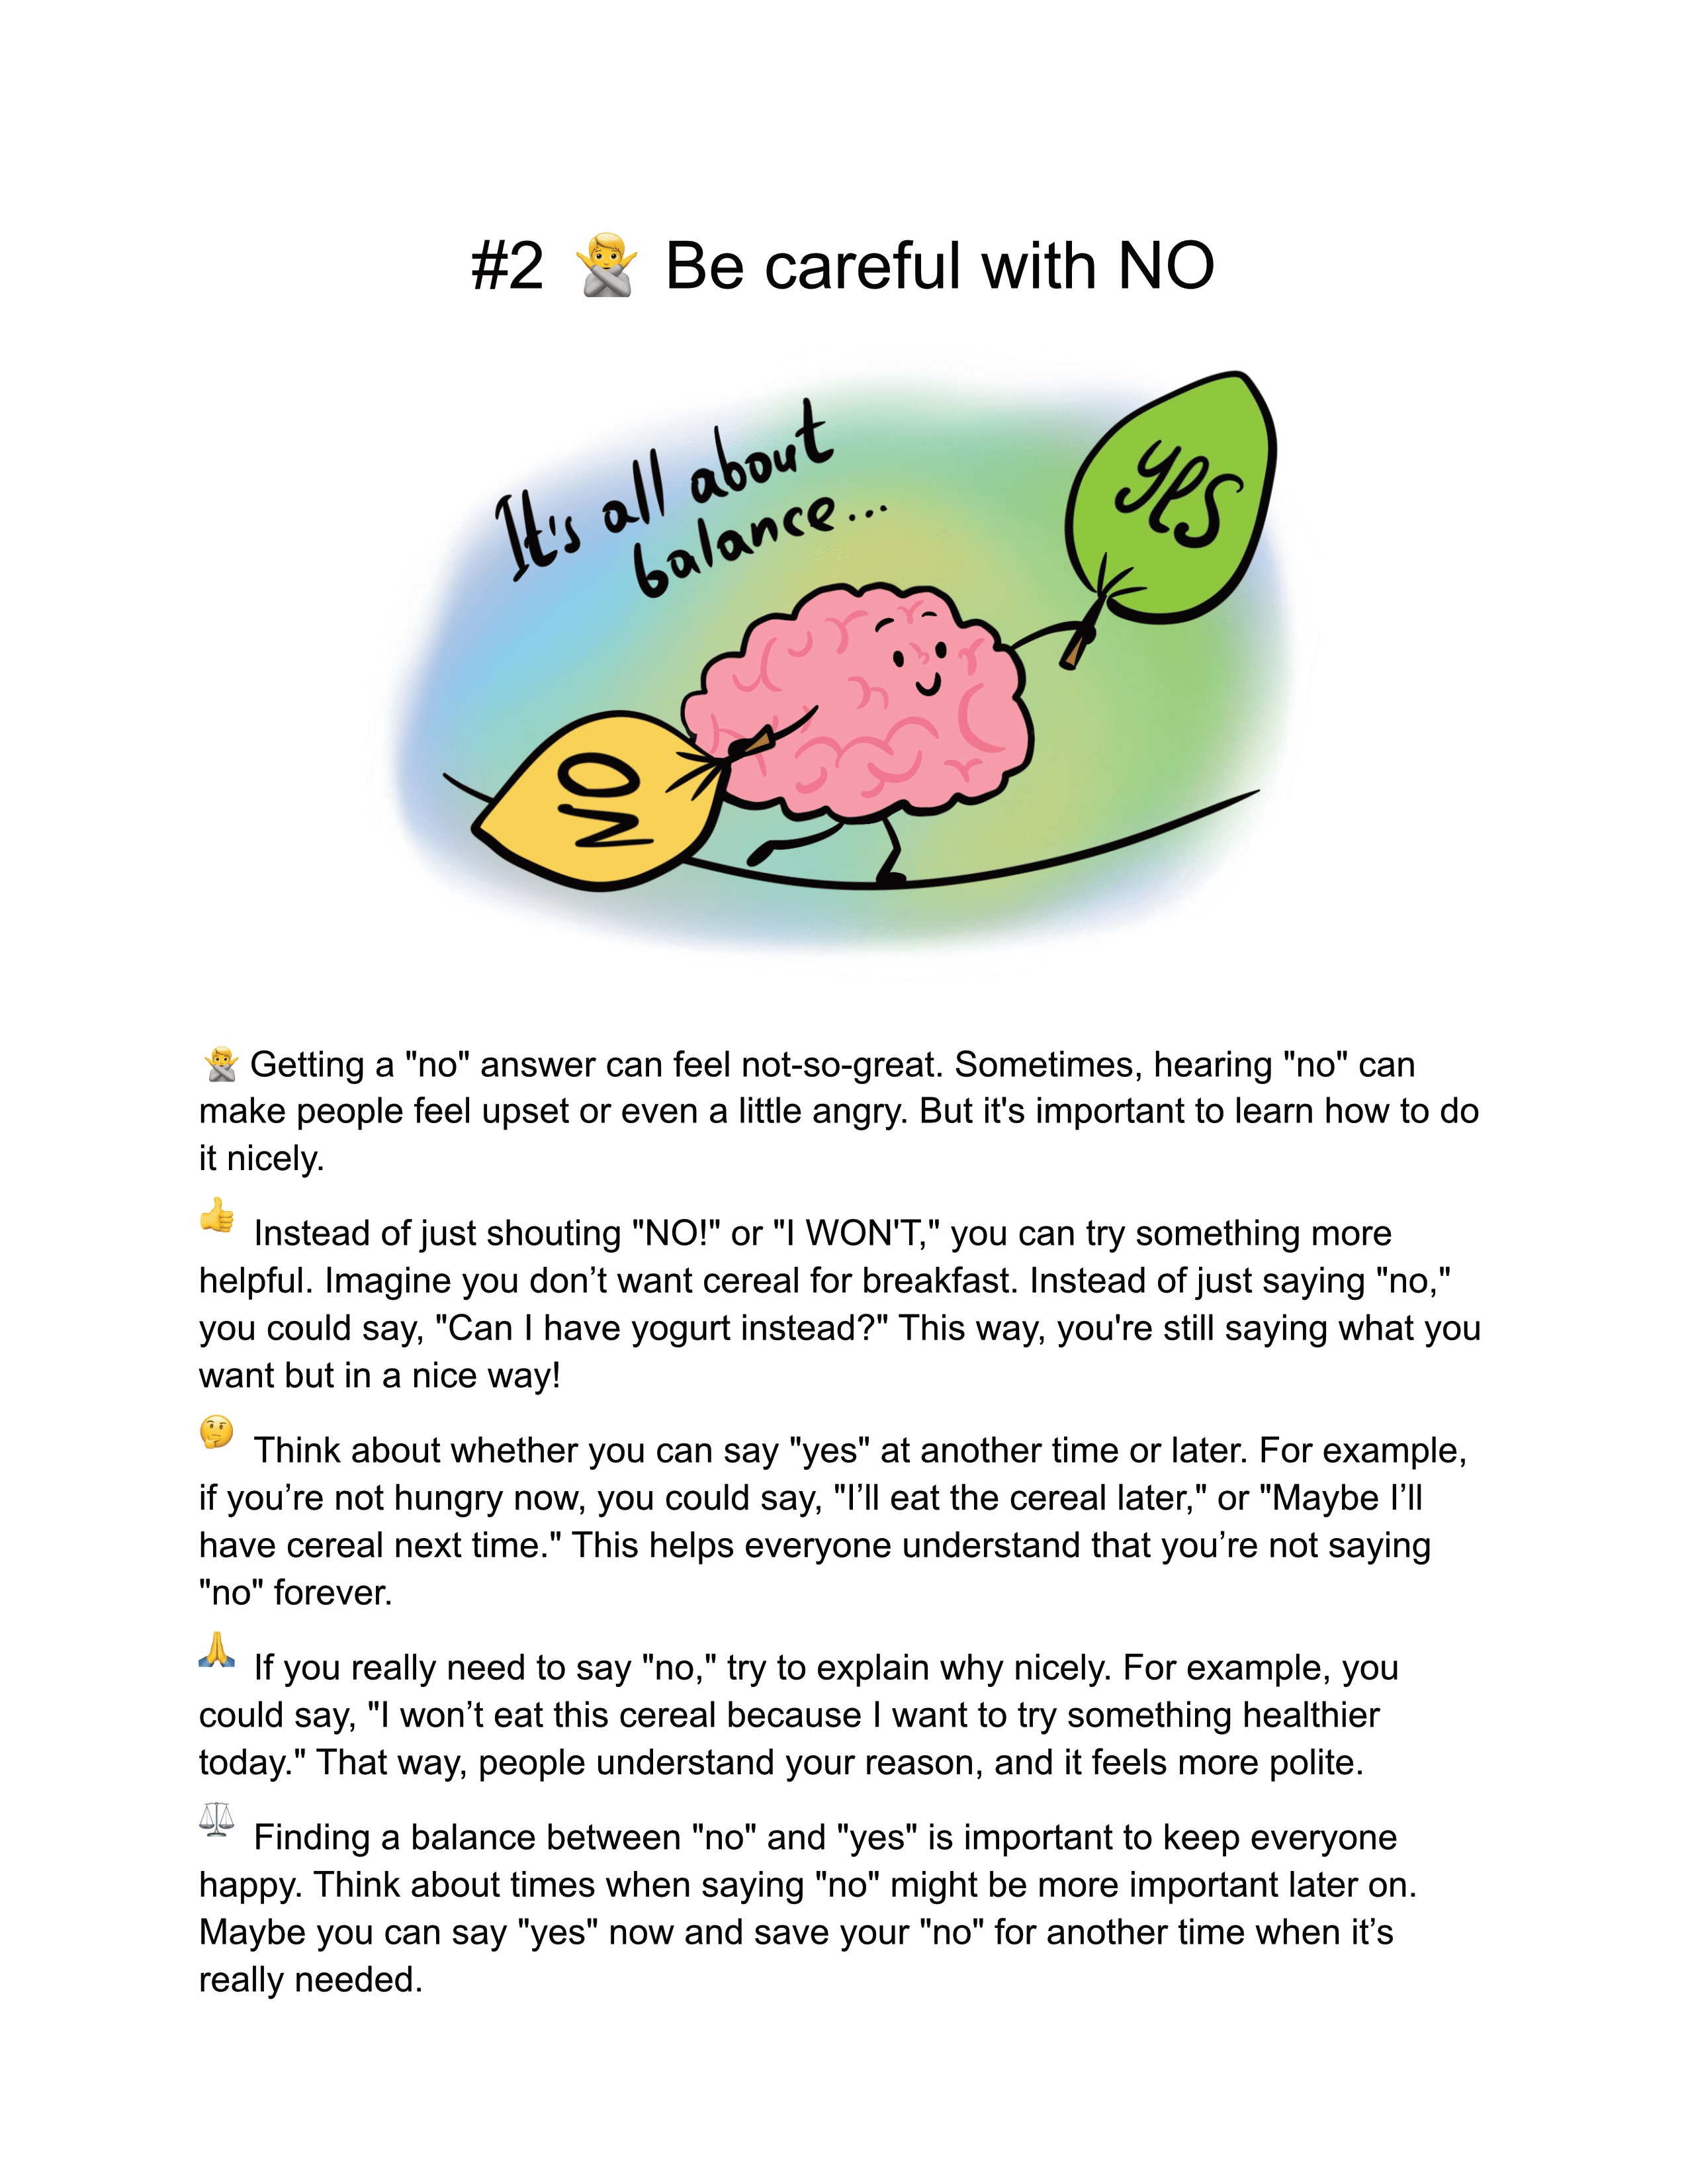 #2 🙅 Be careful with NO
It's all about
balance...
YES
NO
🙅 Getting a "no" answer can feel not-so-great. Sometimes, hearing "no" can
make people feel upset or even a little angry. But it's important to learn how to do
it nicely.
👍 Instead of just shouting "NO!" or "I WON'T," you can try something more
helpful. Imagine you don’t want cereal for breakfast. Instead of just saying "no,"
you could say, "Can I have yogurt instead?" This way, you're still saying what you
want but in a nice way!
🤔 Think about whether you can say "yes" at another time or later. For example,
if you’re not hungry now, you could say, "I’ll eat the cereal later," or "Maybe I’ll
have cereal next time." This helps everyone understand that you’re not saying
"no" forever.
🙏 If you really need to say "no," try to explain why nicely. For example, you
could say, "I won’t eat this cereal because I want to try something healthier
today." That way, people understand your reason, and it feels more polite.
⚖️ Finding a balance between "no" and "yes" is important to keep everyone
happy. Think about times when saying "no" might be more important later on.
Maybe you can say "yes" now and save your "no" for another time when it’s
really needed.